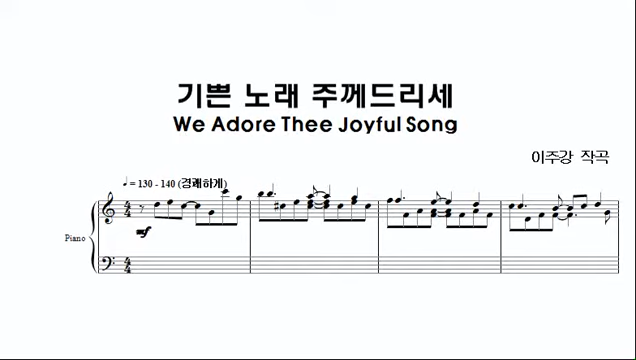 기쁜 노래 주께드리세
We Adore Thee Joyful Song
이주강 작곡
♩ = 130 - 140 (경쾌하게)
mf
Piano